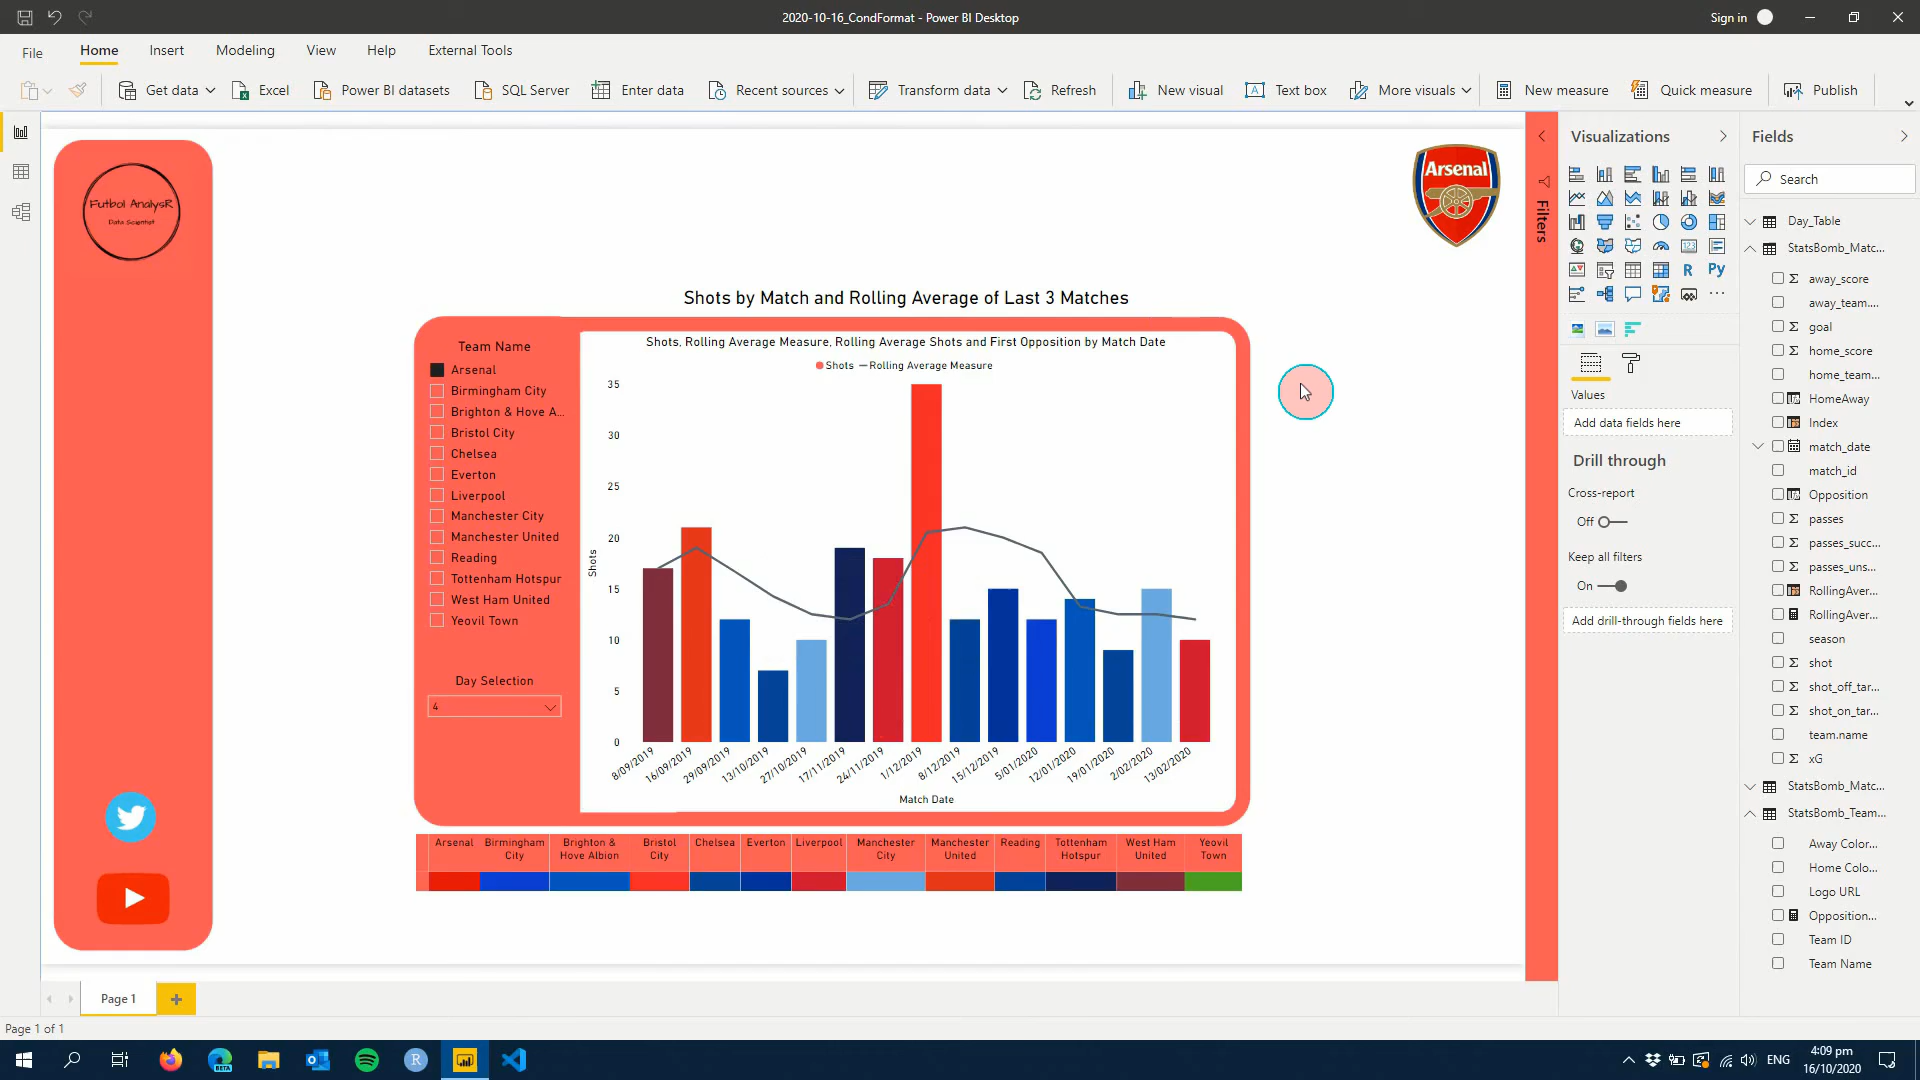 2020-10-16_CondFormat - Power BI Desktop
Sign in
File
Home
Insert
Modeling
View
Help
External Tools
Get data
Excel
Power BI datasets
SQL Server
Enter data
Recent sources
Transform data
Refresh
New visual
Text box
More visuals
New measure
Quick measure
Publish
Futbol AnalysR
Data Scientist
Arsenal
Shots by Match and Rolling Average of Last 3 Matches
Team Name
Arsenal
Birmingham City
Brighton & Hove A...
Bristol City
Chelsea
Everton
Liverpool
Manchester City
Manchester United
Reading
Tottenham Hotspur
West Ham United
Yeovil Town
Day Selection
4
Shots, Rolling Average Measure, Rolling Average Shots and First Opposition by Match Date
Shots
Rolling Average Measure
35
30
25
20
15
10
5
0
Shots
8/09/2019
16/09/2019
29/09/2019
13/10/2019
27/10/2019
17/11/2019
24/11/2019
1/12/2019
8/12/2019
15/12/2019
5/01/2020
12/01/2020
19/01/2020
2/02/2020
13/02/2020
Match Date
Arsenal
Birmingham City
Brighton & Hove Albion
Bristol City
Chelsea
Everton
Liverpool
Manchester City
Manchester United
Reading
Tottenham Hotspur
West Ham United
Yeovil Town
Filters
Visualizations
R
Py
123
...
Values
Add data fields here
Drill through
Cross-report
Off
Keep all filters
On
Add drill-through fields here
Fields
Search
Day_Table
StatsBomb_Matc...
away_score
away_team....
goal
home_score
home_team...
HomeAway
Index
match_date
match_id
Opposition
passes
passes_succ...
passes_uns...
RollingAver...
RollingAver...
season
shot
shot_off_tar...
shot_on_tar...
team.name
xG
StatsBomb_Matc...
StatsBomb_Team...
Away Color...
Home Colo...
Logo URL
Opposition...
Team ID
Team Name
Page 1
Page 1 of 1
BETA
R
ENG
4:09 pm
16/10/2020